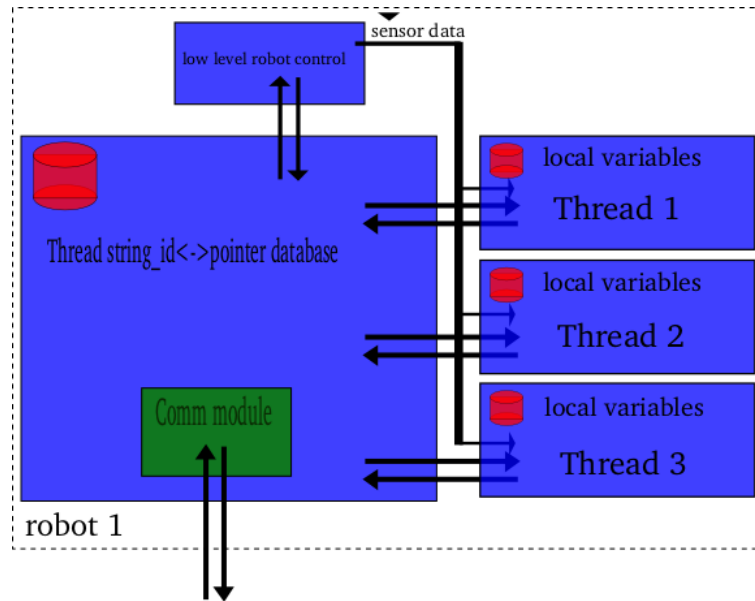 sensor data
low level robot control
local variables
Thread 1
Thread string_id<->pointer database
local variables
Thread 2
local variables
Thread 3
Comm module
robot 1